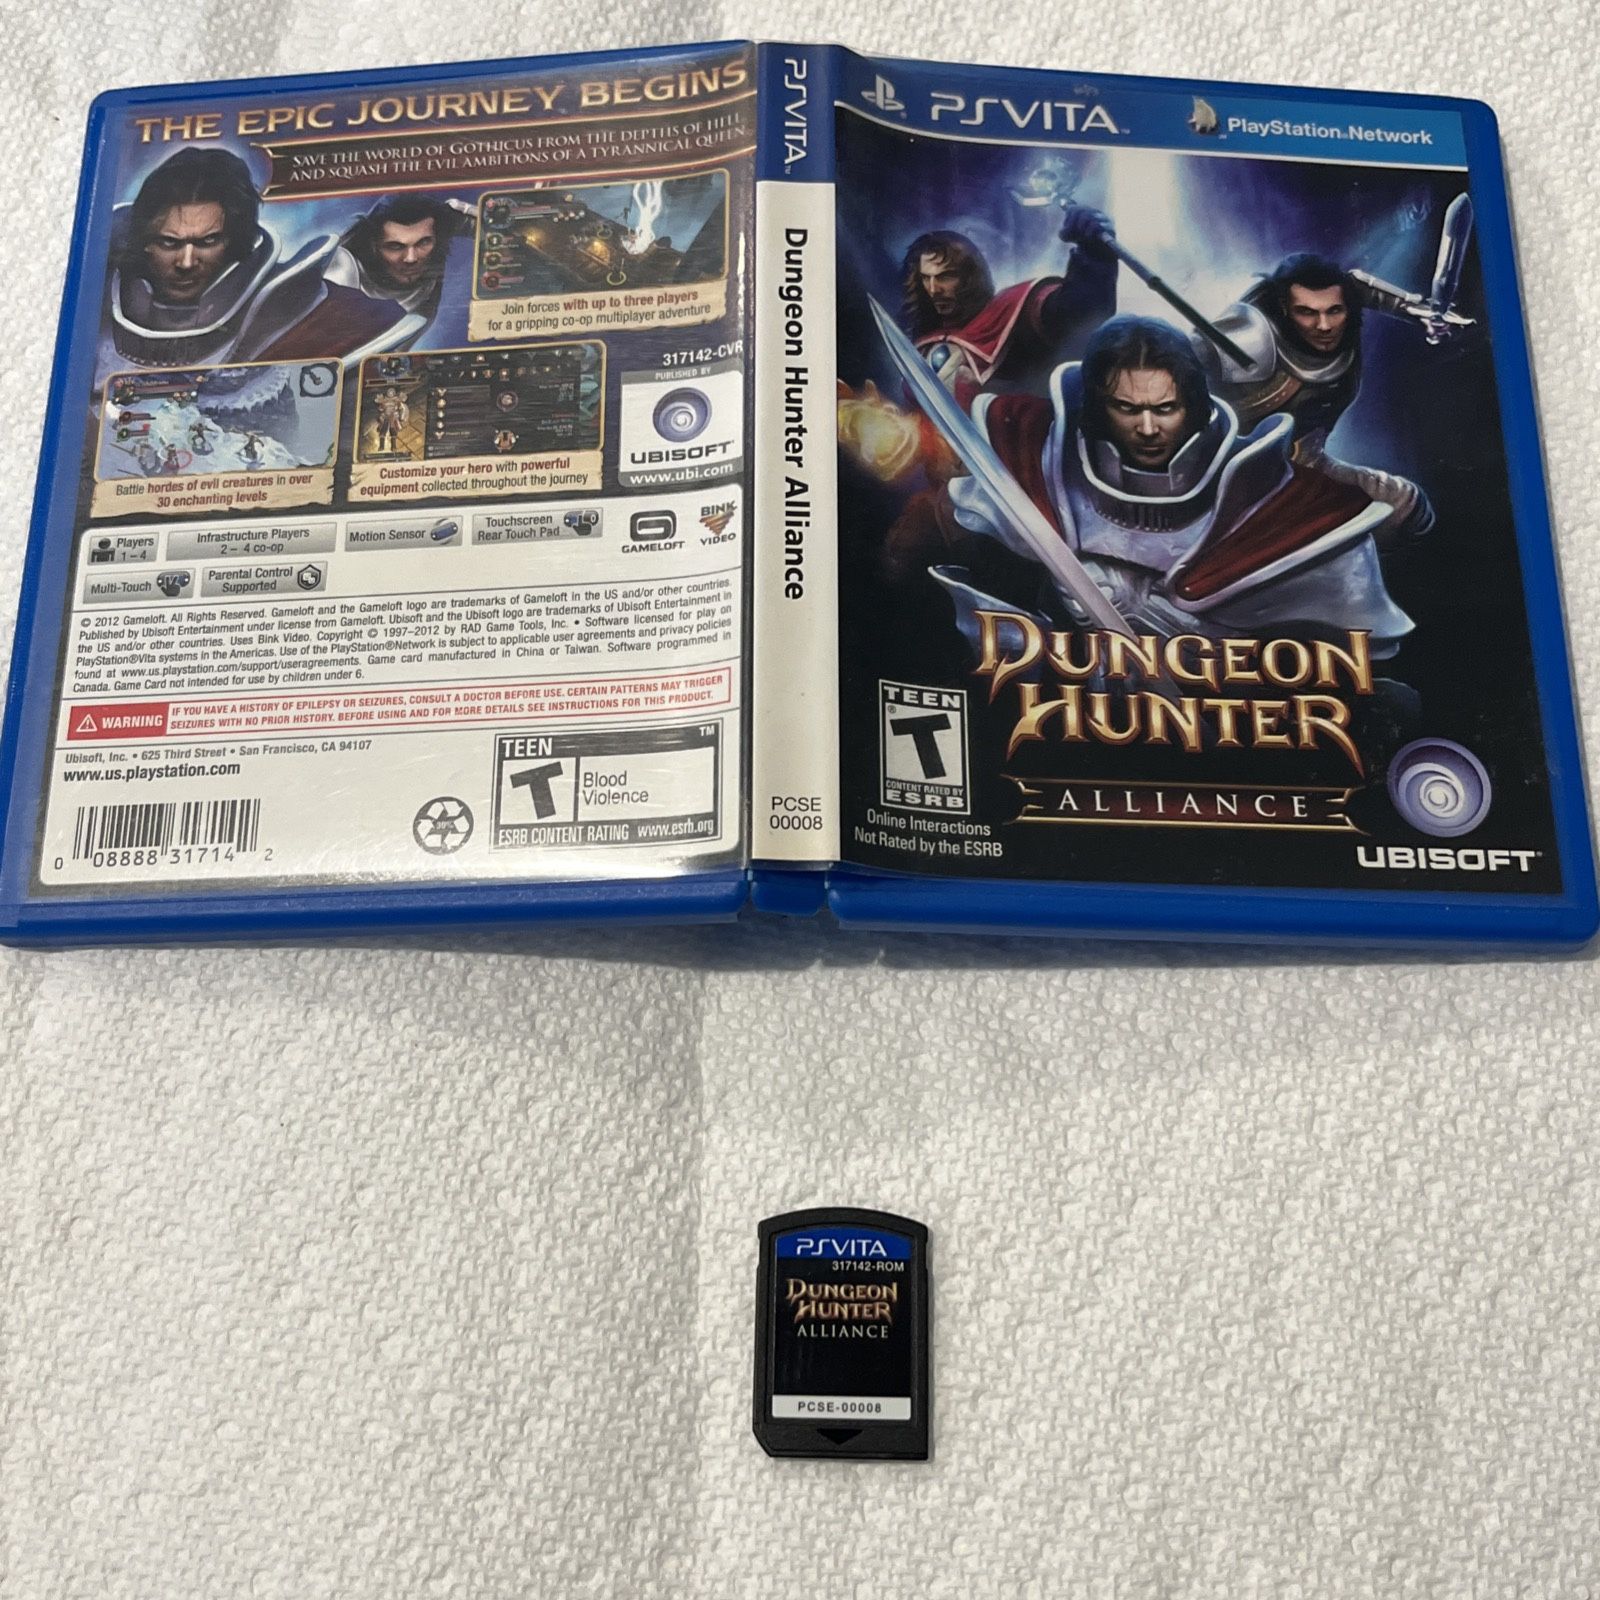 THE EPIC JOURNEY BEGINS
SAVE THE WORLD OF GOTHICUS FROM THE DEPTHS OF HELL
AND SQUASH THE EVIL AMBITIONS OF A TYRANNICAL QUEEN
Join forces with up to three players
for a gripping co-op multiplayer adventure
Battle hordes of evil creatures in over
30 enchanting levels
Customize your hero with powerful
equipment collected throughout the journey
317142-CVR
PUBLISHED BY
UBISOFT
www.ubi.com
Players
1 – 4
Infrastructure Players
2 – 4 co-op
Motion Sensor
Touchscreen
Rear Touch Pad
GAMELOFT
BINK
VIDEO
Multi-Touch
Parental Control
Supported
© 2012 Gameloft. All Rights Reserved. Gameloft and the Gameloft logo are trademarks of Gameloft in the US and/or other countries.
Published by Ubisoft Entertainment under license from Gameloft. Ubisoft and the Ubisoft logo are trademarks of Ubisoft Entertainment in
the US and/or other countries. Uses Bink Video. Copyright © 1997–2012 by RAD Game Tools, Inc. • Software licensed for play on
PlayStation®Vita systems in the Americas. Use of the PlayStation®Network is subject to applicable user agreements and privacy policies
found at www.us.playstation.com/support/useragreements. Game card manufactured in China or Taiwan. Software programmed in
Canada. Game Card not intended for use by children under 6.
WARNING
IF YOU HAVE A HISTORY OF EPILEPSY OR SEIZURES, CONSULT A DOCTOR BEFORE USE. CERTAIN PATTERNS MAY TRIGGER
SEIZURES WITH NO PRIOR HISTORY. BEFORE USING AND FOR MORE DETAILS SEE INSTRUCTIONS FOR THIS PRODUCT.
Ubisoft, Inc. • 625 Third Street • San Francisco, CA 94107
www.us.playstation.com
0 08888 31714 2
39%
TEEN
TM
T
Blood
Violence
ESRB CONTENT RATING www.esrb.org
PSVITA™
Dungeon Hunter Alliance
PCSE
00008
PSVITA™
PlayStation®Network
DUNGEON
HUNTER
ALLIANCE
TEEN
T
®
CONTENT RATED BY
ESRB
Online Interactions
Not Rated by the ESRB
UBISOFT®
PSVITA
317142-ROM
DUNGEON
HUNTER
ALLIANCE
PCSE-00008